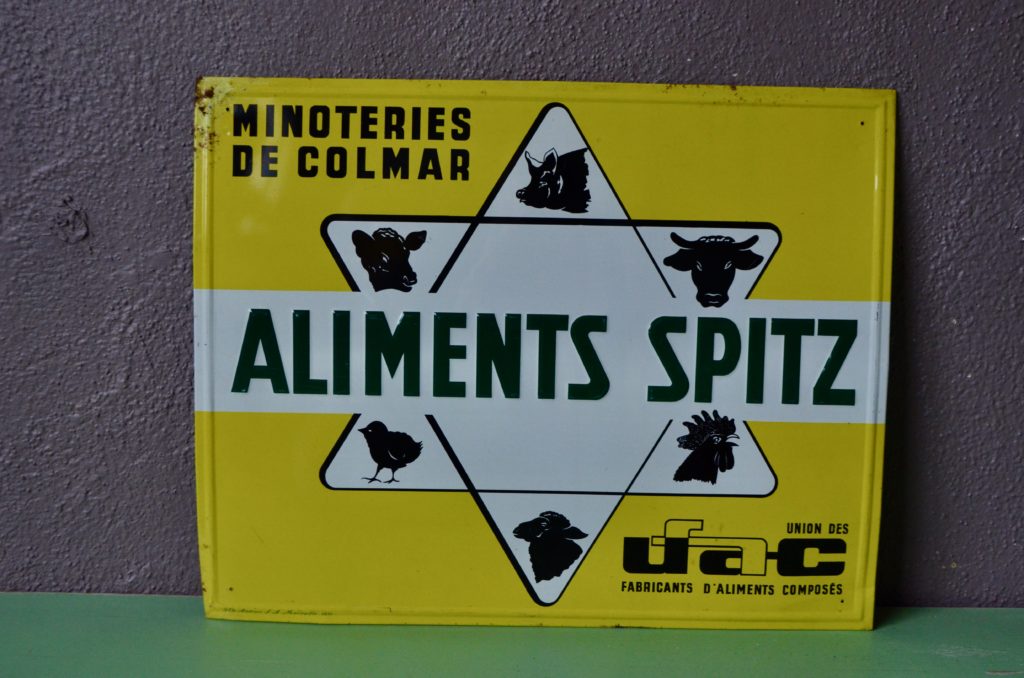 MINOTERIES
DE COLMAR
ALIMENTS SPITZ
UNION DES
ufac
FABRICANTS D'ALIMENTS COMPOSÉS